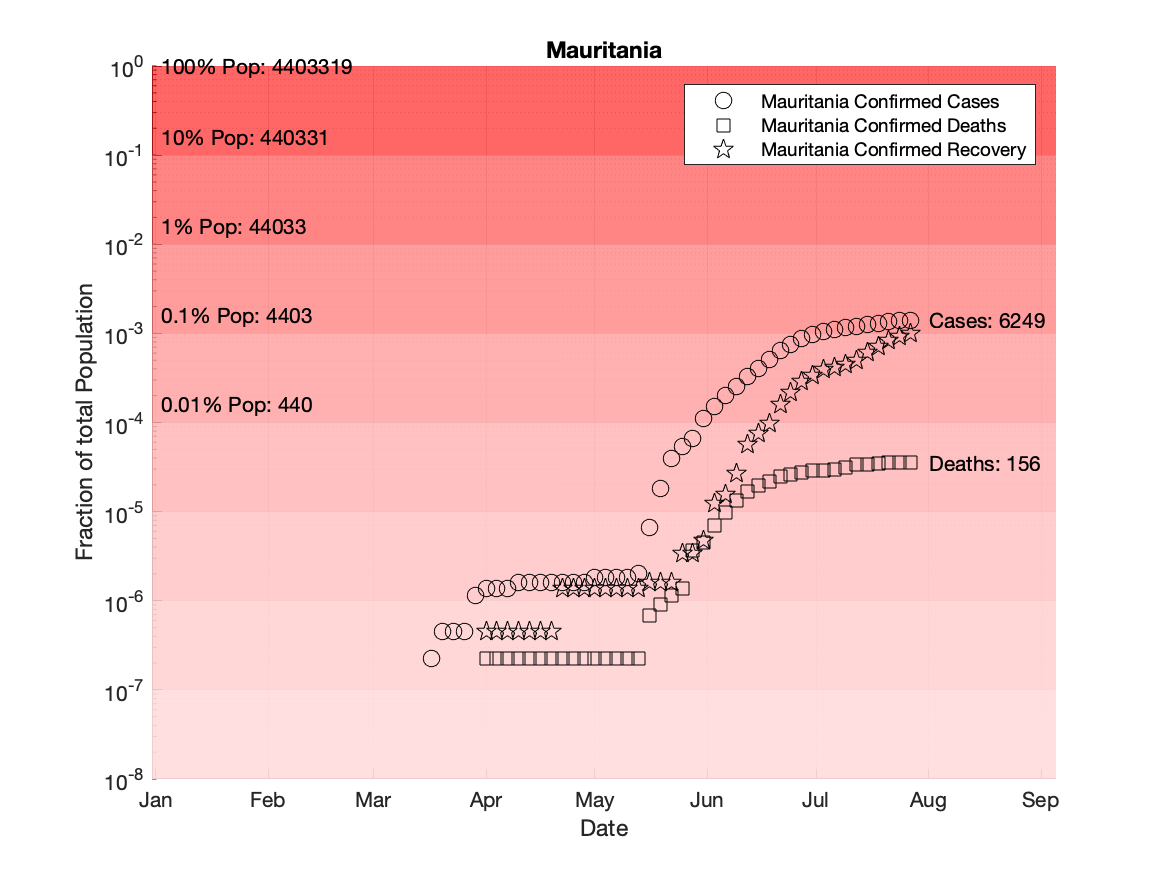 Mauritania
10^0
10^-1
10^-2
10^-3
10^-4
10^-5
10^-6
10^-7
10^-8
100% Pop: 4403319
10% Pop: 440331
1% Pop: 44033
0.1% Pop: 4403
0.01% Pop: 440
Mauritania Confirmed Cases
Mauritania Confirmed Deaths
Mauritania Confirmed Recovery
Cases: 6249
Deaths: 156
Fraction of total Population
Jan Feb Mar Apr May Jun Jul Aug Sep
Date